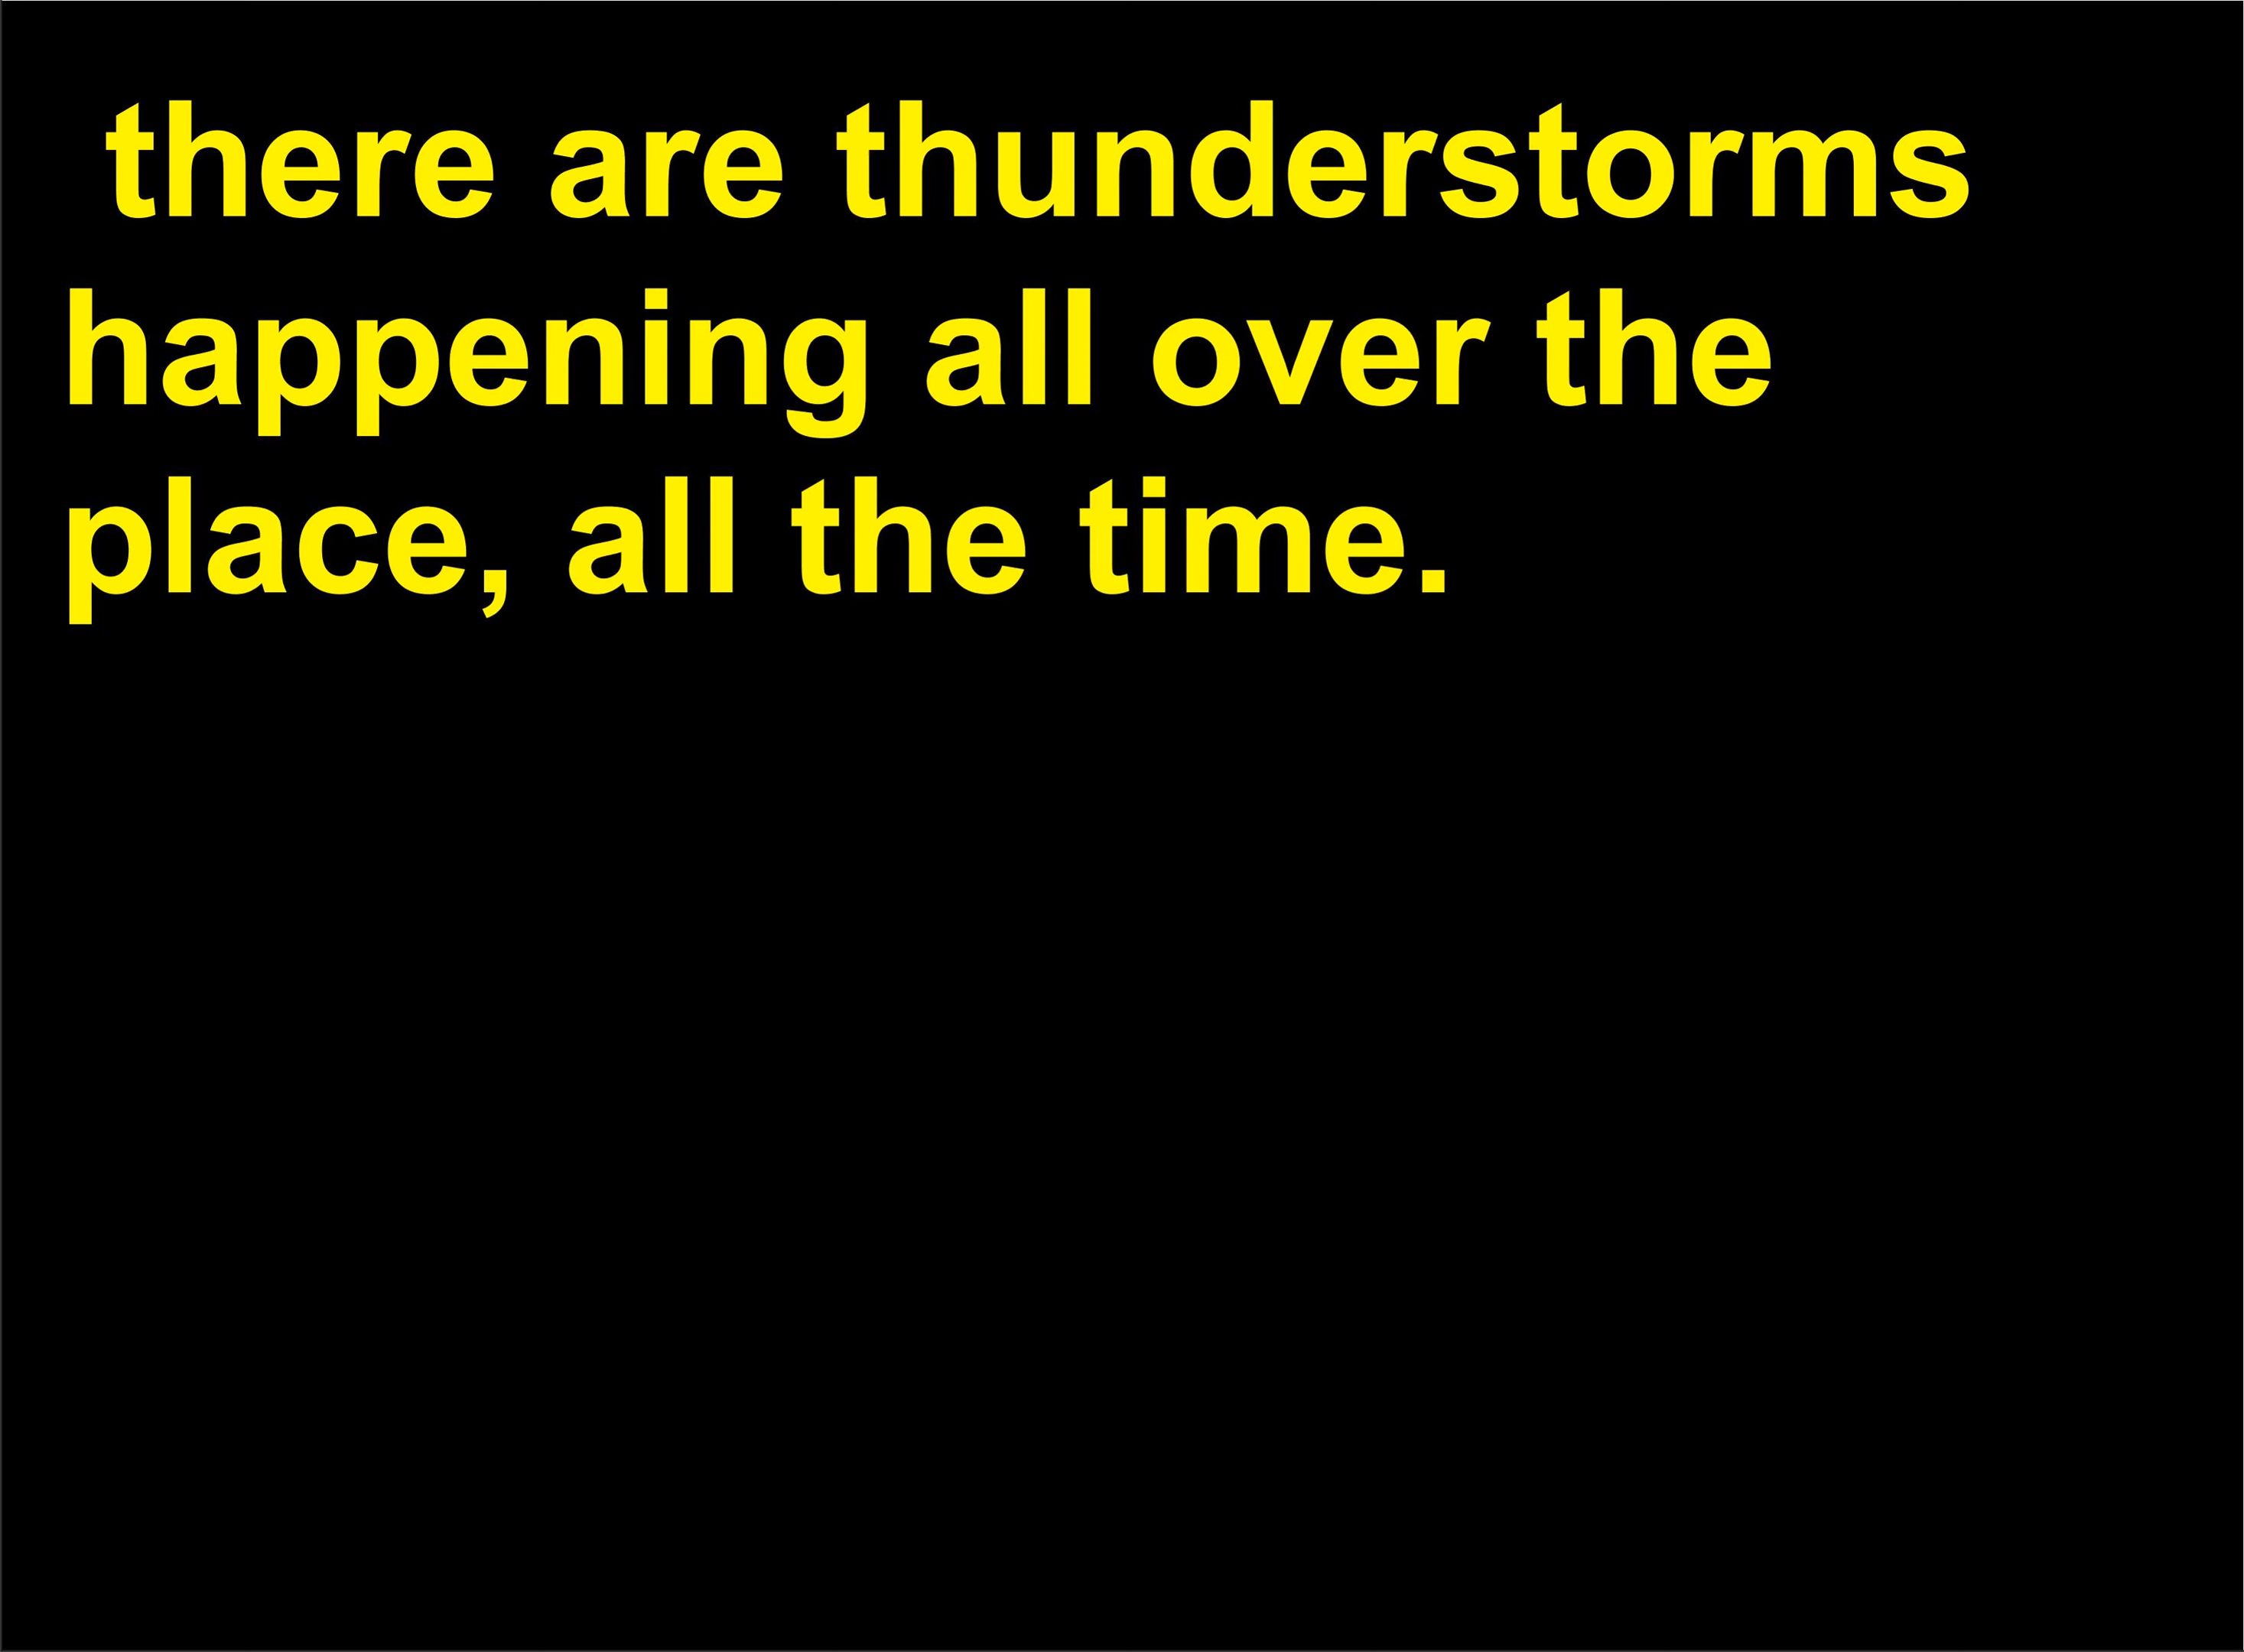 there are thunderstorms
happening all over the
place, all the time.